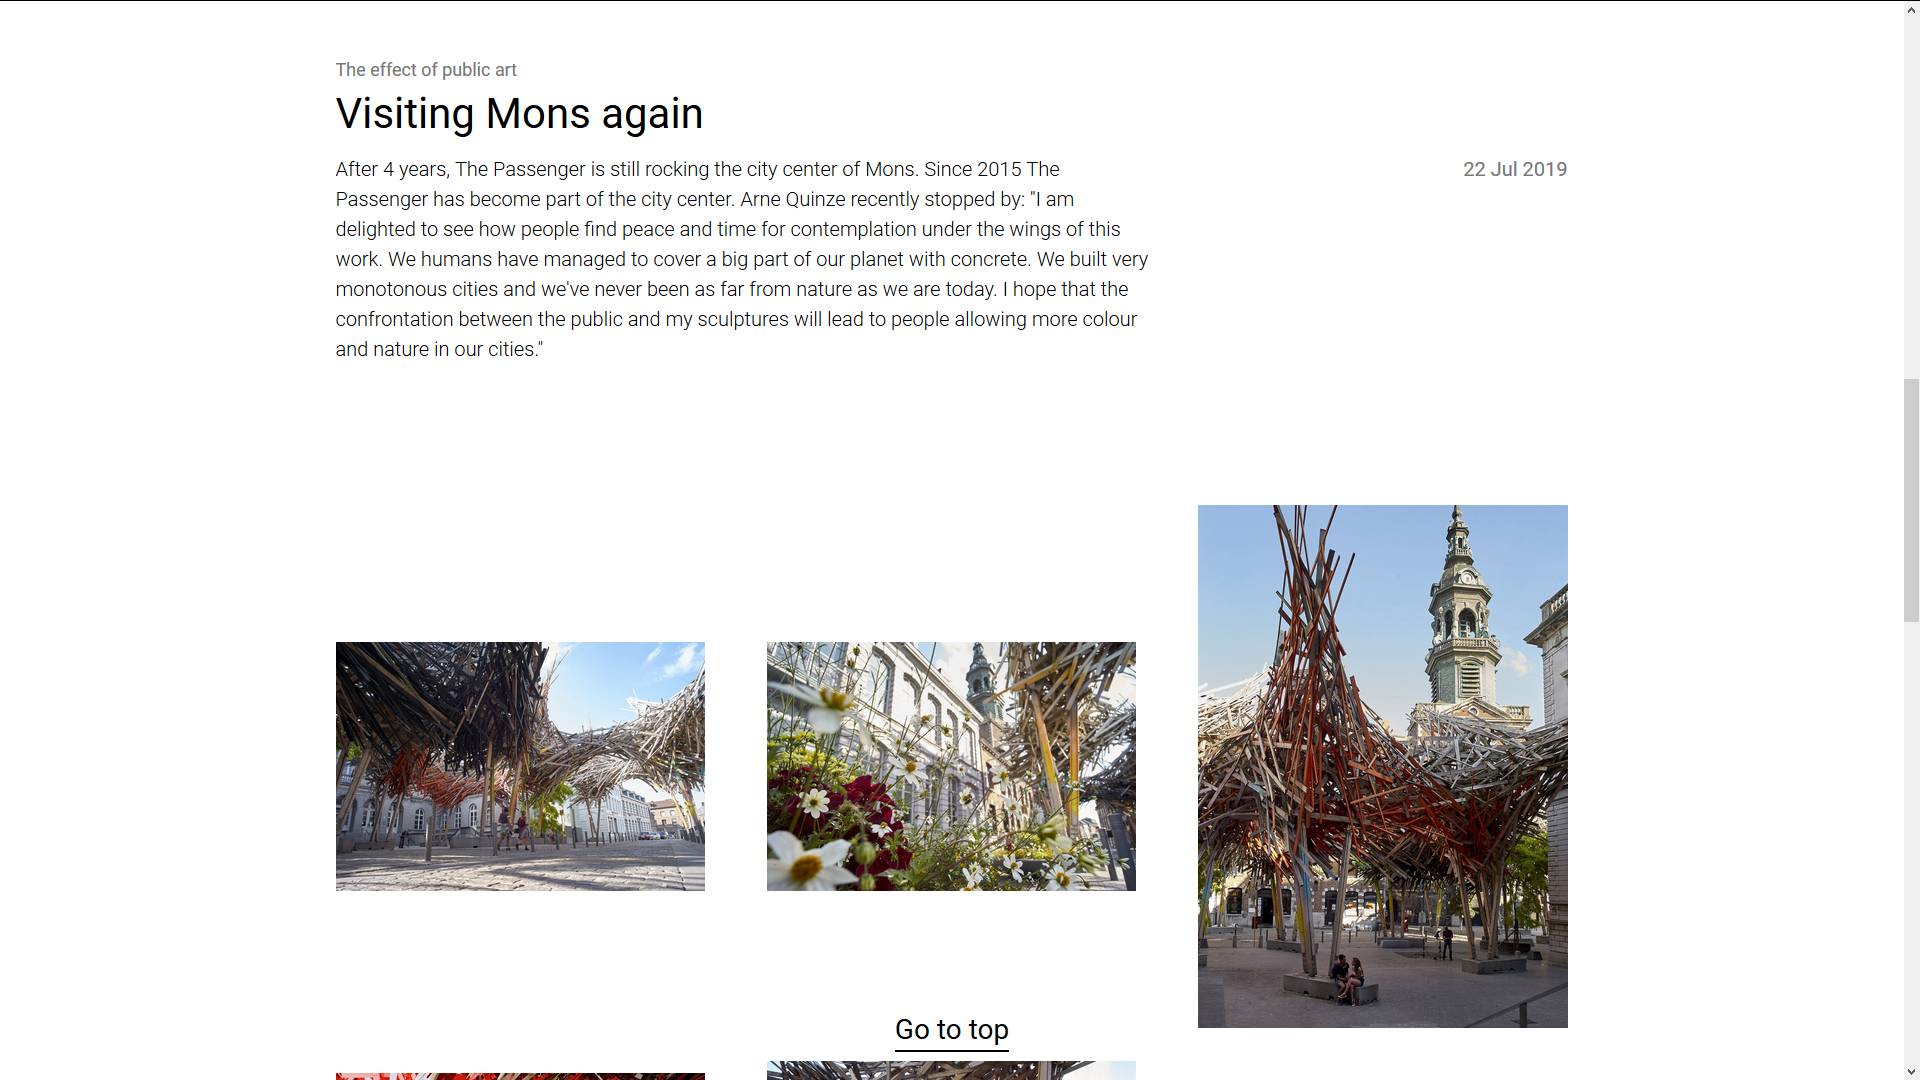 The effect of public art
Visiting Mons again
After 4 years, The Passenger is still rocking the city center of Mons. Since 2015 The
Passenger has become part of the city center. Arne Quinze recently stopped by: "I am
delighted to see how people find peace and time for contemplation under the wings of this
work. We humans have managed to cover a big part of our planet with concrete. We built very
monotonous cities and we've never been as far from nature as we are today. I hope that the
confrontation between the public and my sculptures will lead to people allowing more colour
and nature in our cities."
22 Jul 2019
Go to top